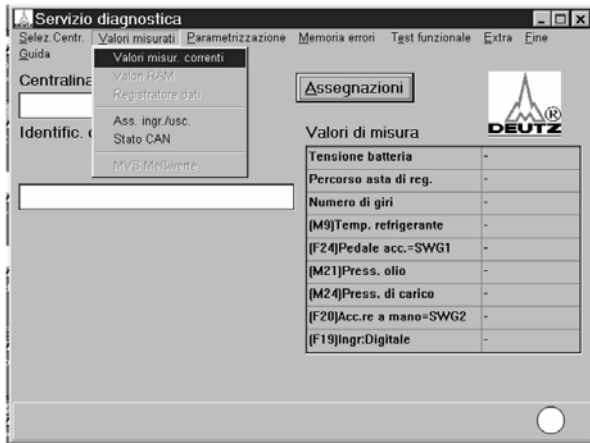 Servizio diagnostica
Selez.Centr. Valori misurati Parametrizzazione Memoria errori Test funzionale Extra Fine
Guida
Valori misur. correnti
Valori RAM
Registratore dati
Ass. ingr./usc.
Stato CAN
MVS Meßwerte
Centralina
Identific.
Assegnazioni
DEUTZ®
Valori di misura
Tensione batteria -
Percorso asta di reg. -
Numero di giri -
(M9)Temp. refrigerante -
(F24)Pedale acc.=SWG1 -
(M21)Press. olio -
(M24)Press. di carico -
(F20)Acc.re a mano=SWG2 -
(F19)Ingr:Digitale -